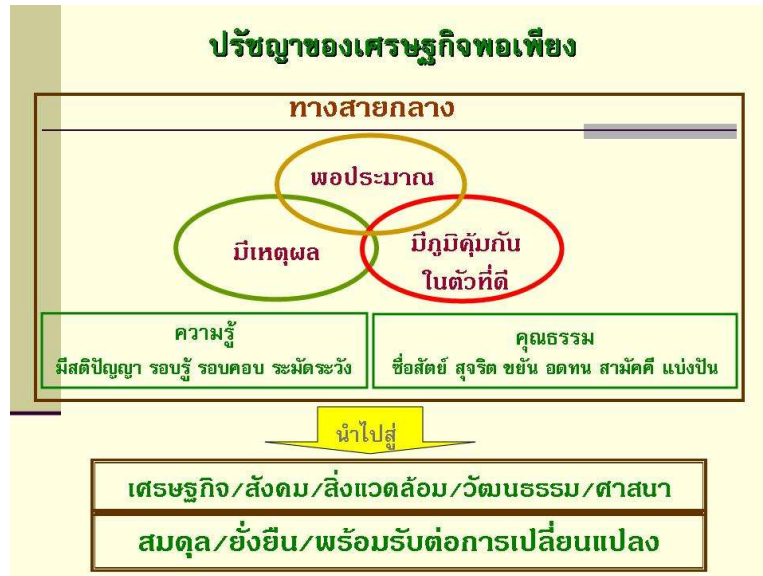 ปรัชญาของเศรษฐกิจพอเพียง
ทางสายกลาง
พอประมาณ
มีเหตุผล
มีภูมิคุ้มกัน
ในตัวที่ดี
ความรู้
มีสติปัญญา รอบรู้ รอบคอบ ระมัดระวัง
คุณธรรม
ซื่อสัตย์ สุจริต ขยัน อดทน สามัคคี แบ่งปัน
นำไปสู่
เศรษฐกิจ/สังคม/สิ่งแวดล้อม/วัฒนธรรม/ศาสนา
สมดุล/ยั่งยืน/พร้อมรับต่อการเปลี่ยนแปลง